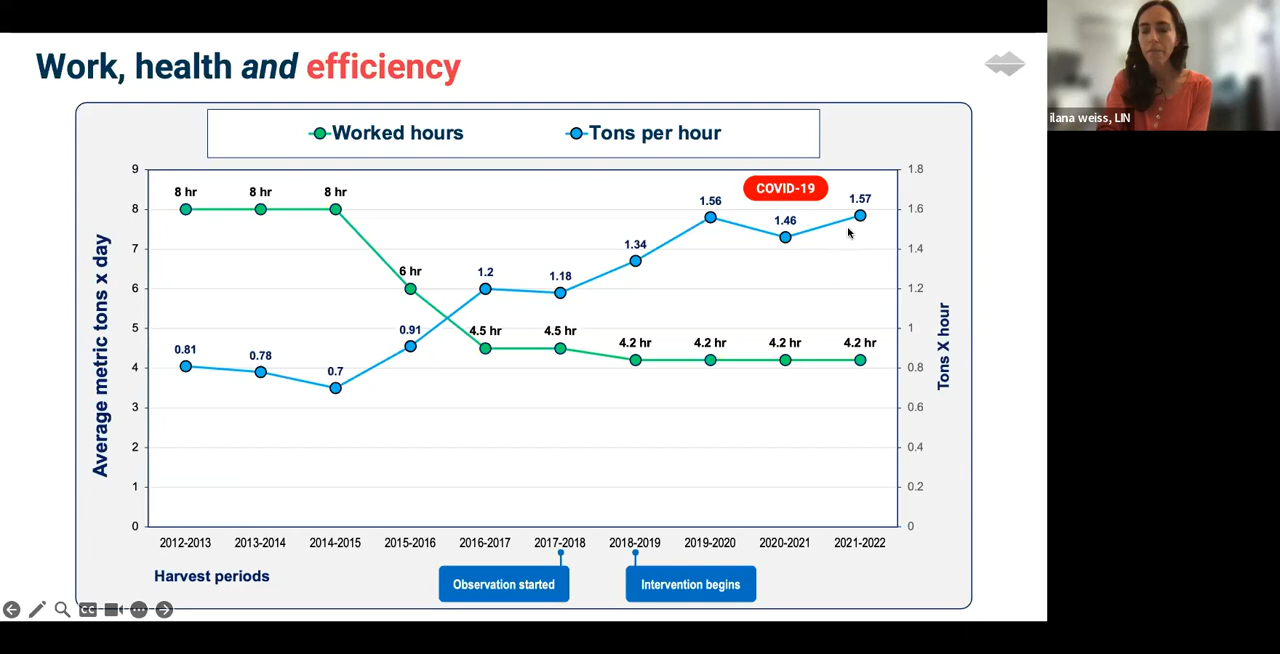 Work, health and efficiency
ilana weiss, LIN
Worked hours Tons per hour
Average metric tons x day
9
8
7
6
5
4
3
2
1
0
8 hr 8 hr 8 hr 6 hr 4.5 hr 4.5 hr 4.2 hr 4.2 hr 4.2 hr 4.2 hr
0.81 0.78 0.7 0.91 1.2 1.18 1.34 1.56 1.46 1.57
COVID-19
1.8
1.6
1.4
1.2
1
0.8
0.6
0.4
0.2
0
Tons X hour
2012-2013 2013-2014 2014-2015 2015-2016 2016-2017 2017-2018 2018-2019 2019-2020 2020-2021 2021-2022
Harvest periods
Observation started Intervention begins
CC